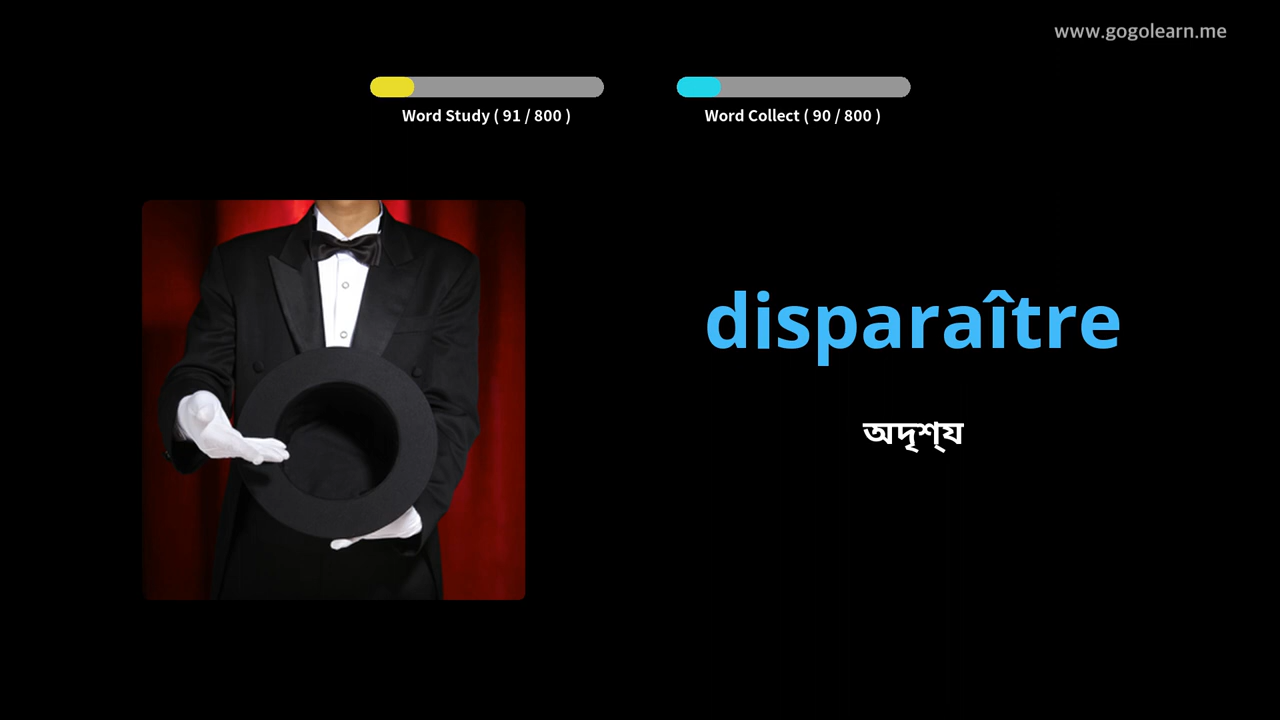 www.gogolearn.me
Word Study ( 91 / 800 )
Word Collect ( 90 / 800 )
disparaître
অদৃশ্য